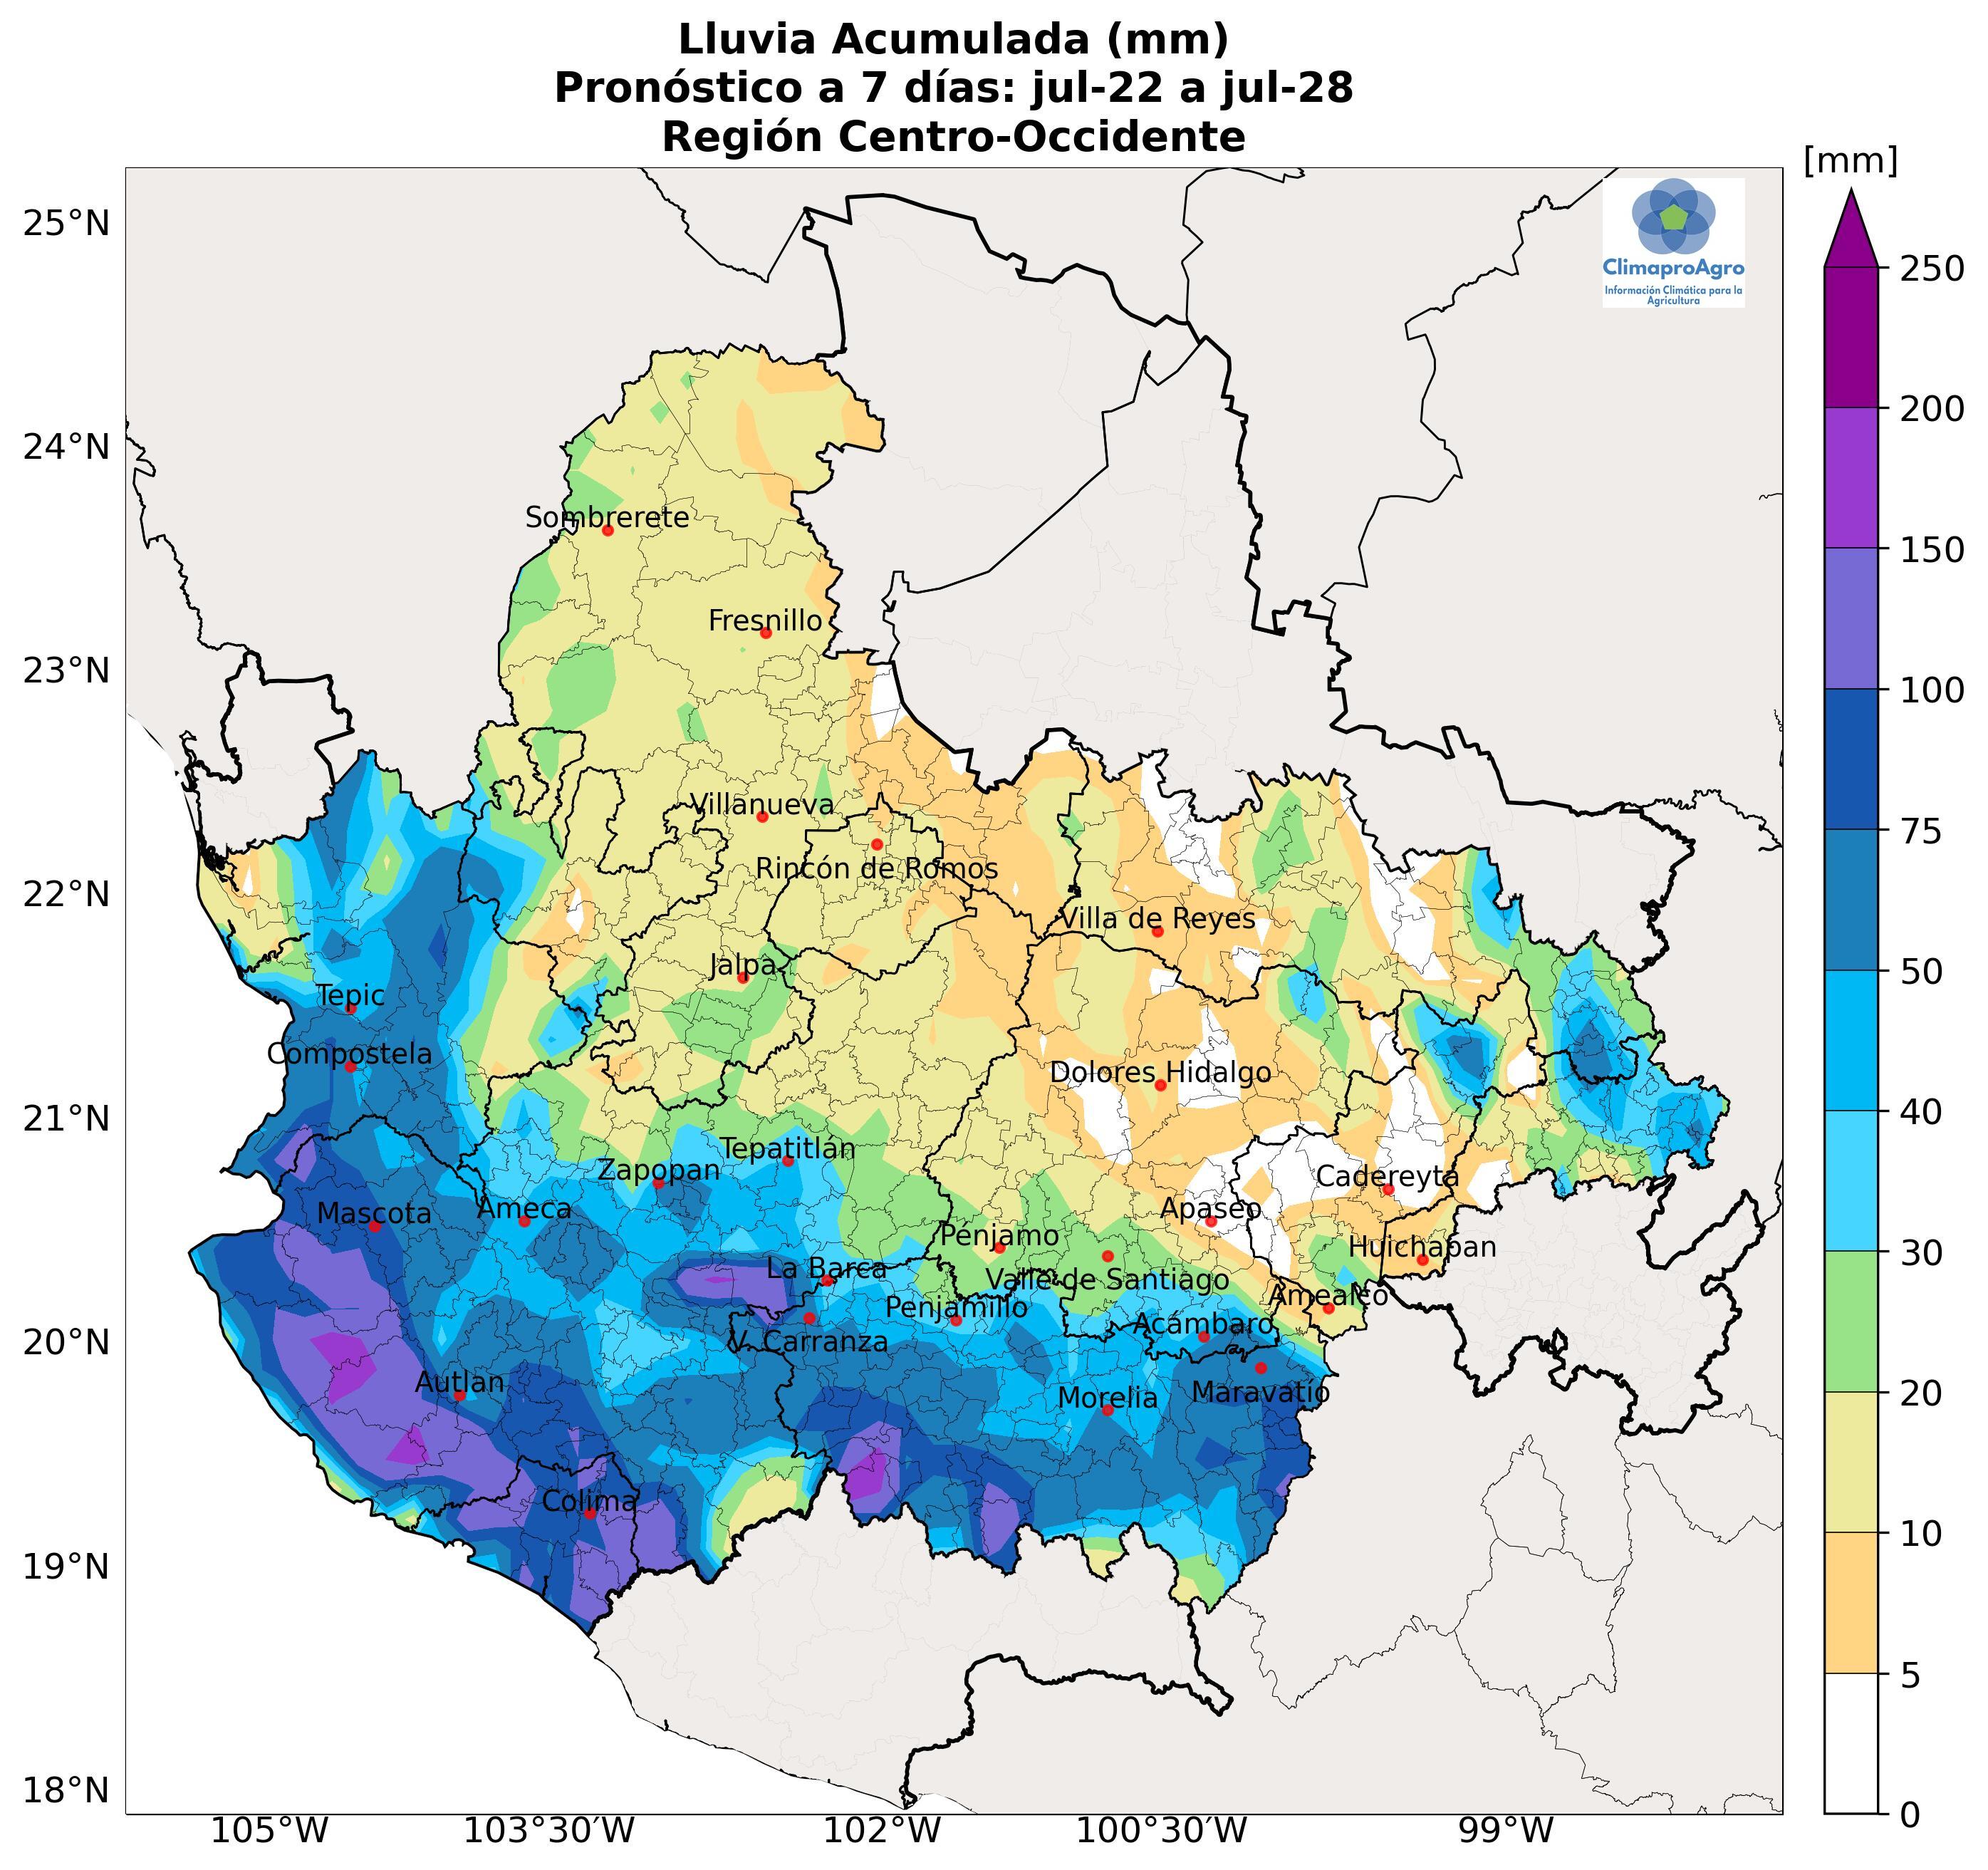 Lluvia Acumulada (mm)
Pronóstico a 7 días: jul-22 a jul-28
Región Centro-Occidente
[mm]
25°N
24°N
23°N
22°N
21°N
20°N
19°N
18°N
ClimaproAgro
Información Climática para la
Agricultura
250
200
150
100
75
50
40
30
20
10
5
0
Sombrerete
Fresnillo
Villanueva
Rincón de Romos
Villa de Reyes
Jalpa
Tepic
Compostela
Dolores Hidalgo
Tepatitlán
Zapopan
Cadereyta
Mascota
Ameca
Apaseo
Pénjamo
Huichapan
La Barca
Valle de Santiago
Amealco
Penjamillo
Acámbaro
V. Carranza
Autlan
Morelia
Maravatío
Colima
105°W
103°30'W
102°W
100°30'W
99°W